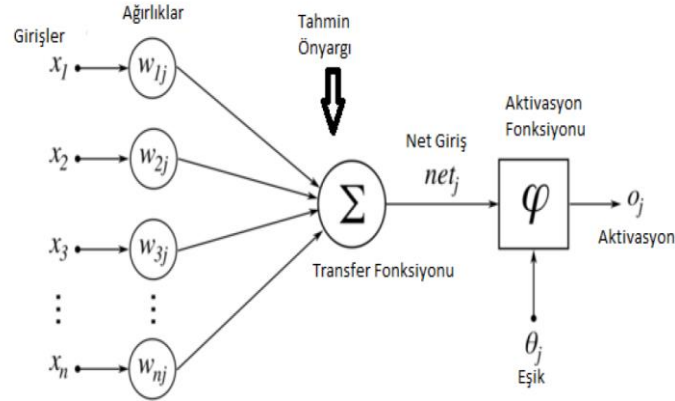 Girişler
Ağırlıklar
Tahmin
Önyargı
Aktivasyon
Fonksiyonu
Net Giriş
x1
w1j
x2
w2j
x3
w3j
⋮
⋮
xn
wnj
Σ
netj
φ
oj
Aktivasyon
Transfer Fonksiyonu
θj
Eşik